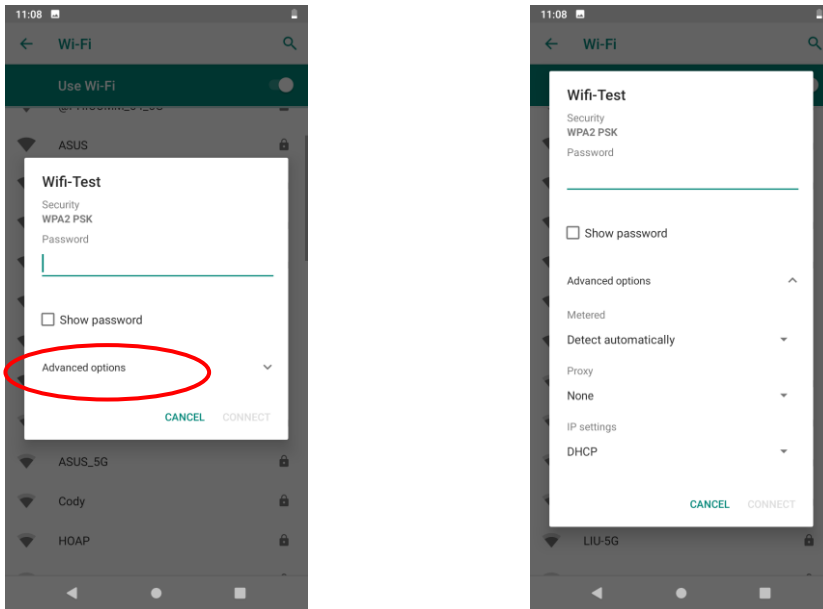 11:08
Wi-Fi
Use Wi-Fi
ASUS
Wifi-Test
Security
WPA2 PSK
Password
Show password
Advanced options
CANCEL CONNECT
ASUS_5G
Cody
HOAP
11:08
Wi-Fi
Wifi-Test
Security
WPA2 PSK
Password
Show password
Advanced options
Metered
Detect automatically
Proxy
None
IP settings
DHCP
CANCEL CONNECT
LIU-5G